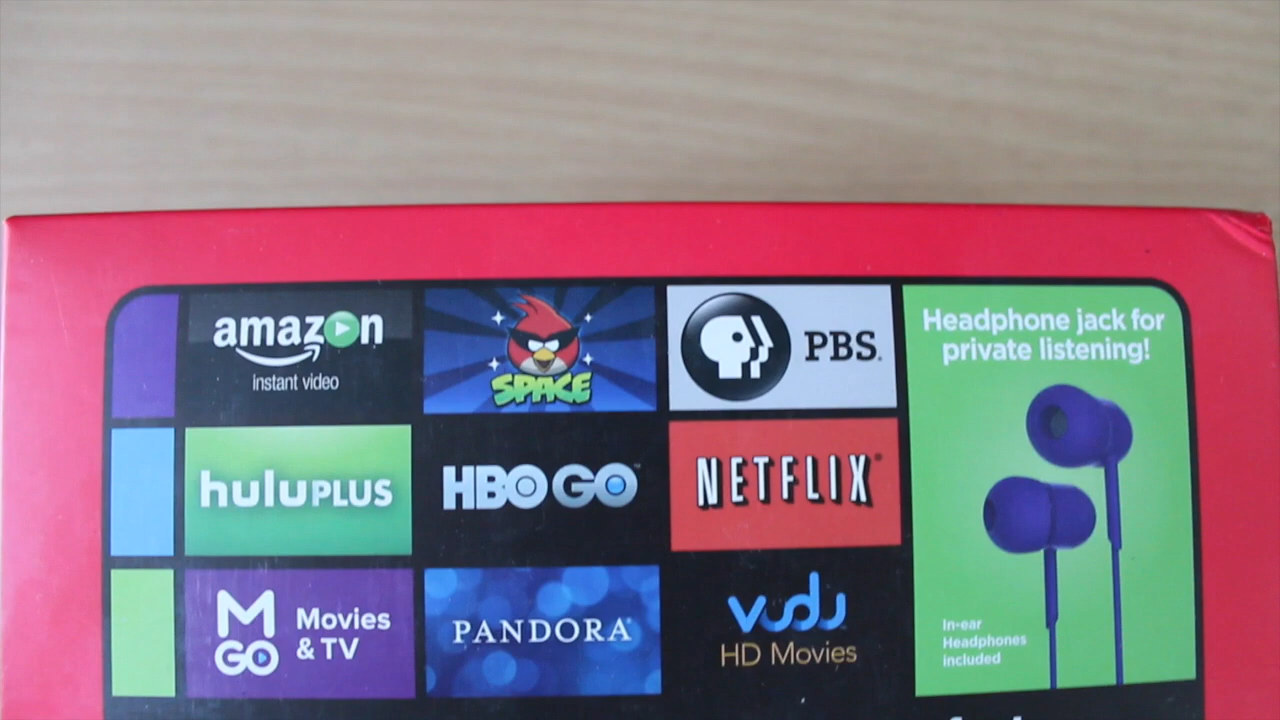 amazon
instant video
SPACE
PBS.
Headphone jack for
private listening!
huluPLUS
HBO GO™
NETFLIX®
In-ear
Headphones
included
M GO
Movies
& TV
PANDORA®
vudu
HD Movies